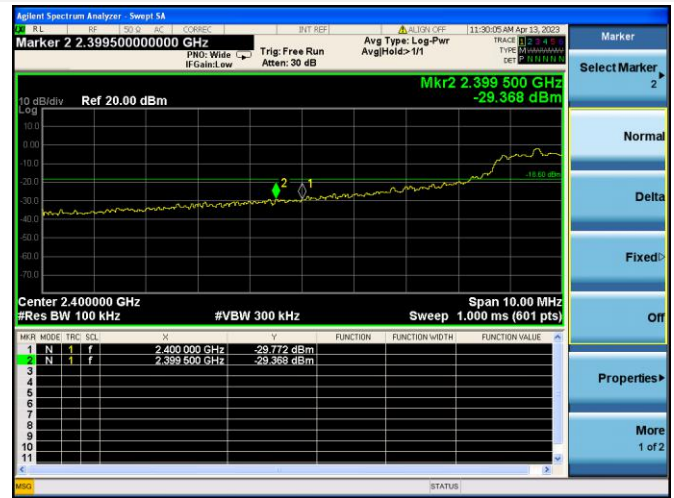 Agilent Spectrum Analyzer - Swept SA
RL RF 50 Ω AC CORREC INT REF ALIGN OFF 11:30:05 AM Apr 13, 2023
Marker 2 2.399500000000 GHz
PNO: Wide
IFGain:Low
Trig: Free Run
Atten: 30 dB
Avg Type: Log-Pwr
Avg|Hold>1/1
TRACE 1 2 3 4 5 6
TYPE M
DET P N N N N N
Mkr2 2.399 500 GHz
-29.368 dBm
10 dB/div Ref 20.00 dBm
Log
10.0
0.00
-10.0
-20.0
-30.0
-40.0
-50.0
-60.0
-70.0
2
1
-18.60 dBm
Center 2.400000 GHz Span 10.00 MHz
#Res BW 100 kHz #VBW 300 kHz Sweep 1.000 ms (601 pts)
MKR MODE TRC SCL X Y FUNCTION FUNCTION WIDTH FUNCTION VALUE
1 N 1 f 2.400 000 GHz -29.772 dBm
2 N 1 f 2.399 500 GHz -29.368 dBm
3
4
5
6
7
8
9
10
11
MSG STATUS
Marker
Select Marker
2
Normal
Delta
Fixed
Off
Properties
More
1 of 2